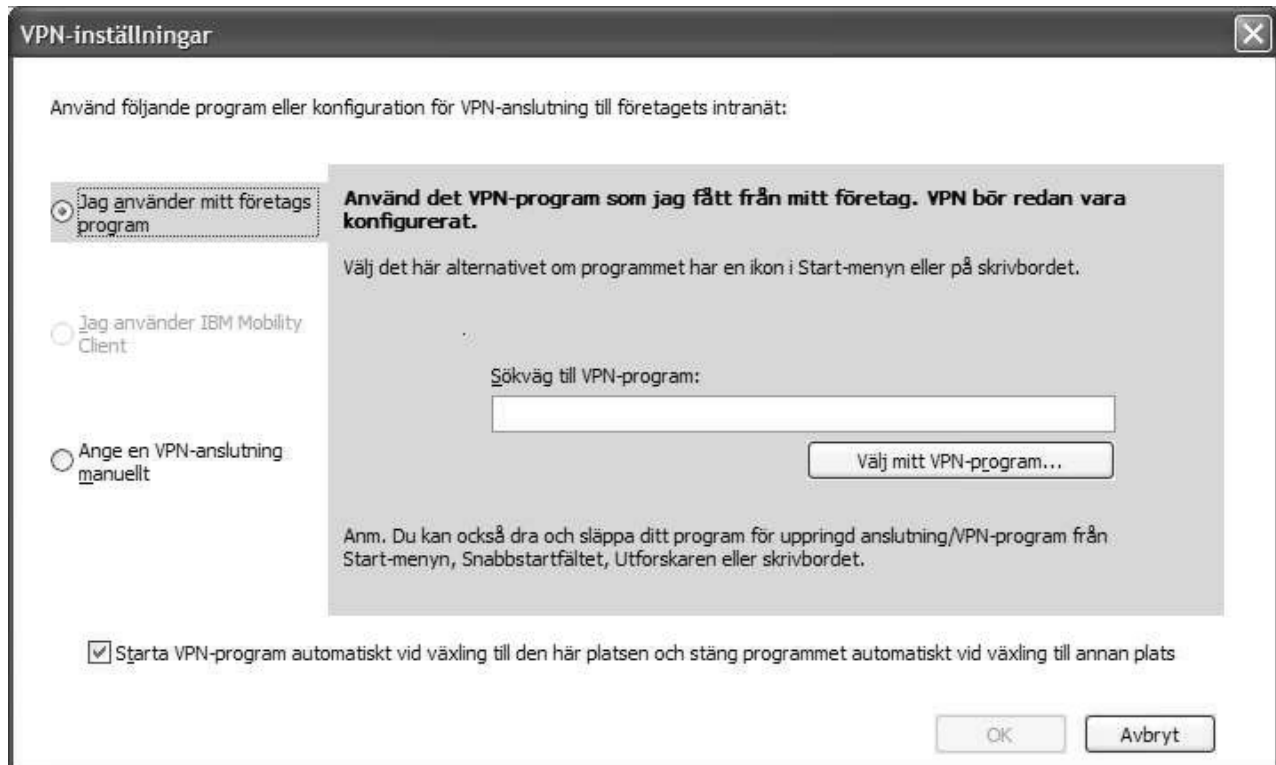 VPN-inställningar
Använd följande program eller konfiguration för VPN-anslutning till företagets intranät:
Jag använder mitt företags
program
Använd det VPN-program som jag fått från mitt företag. VPN bör redan vara
konfigurerat.
Välj det här alternativet om programmet har en ikon i Start-menyn eller på skrivbordet.
Jag använder IBM Mobility
Client
Sökväg till VPN-program:
Ange en VPN-anslutning
manuellt
Välj mitt VPN-program...
Anm. Du kan också dra och släppa ditt program för uppringd anslutning/VPN-program från
Start-menyn, Snabbstartfältet, Utforskaren eller skrivbordet.
Starta VPN-program automatiskt vid växling till den här platsen och stäng programmet automatiskt vid växling till annan plats
OK
Avbryt